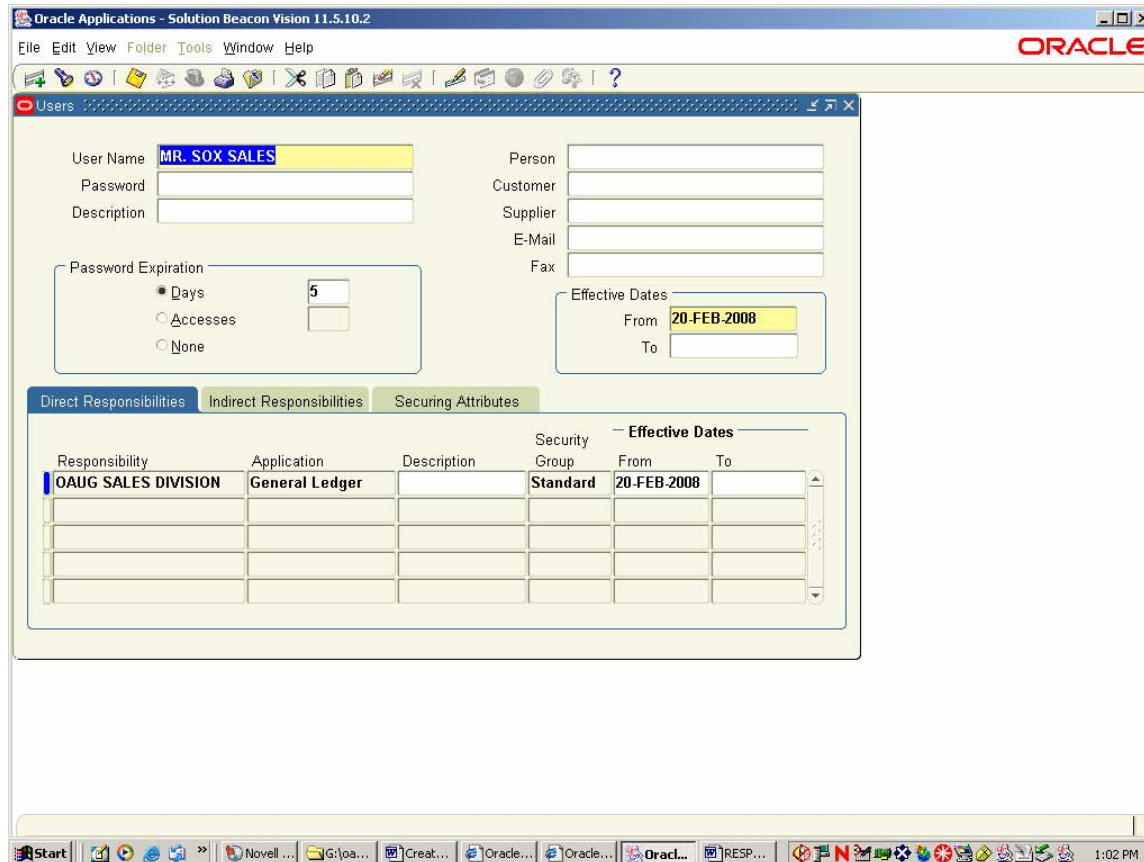 Oracle Applications - Solution Beacon Vision 11.5.10.2
File Edit View Folder Tools Window Help
ORACLE
Users
User Name MR. SOX SALES
Password
Description
Person
Customer
Supplier
E-Mail
Fax
Password Expiration
Days 5
Accesses
None
Effective Dates
From 20-FEB-2008
To
Direct Responsibilities Indirect Responsibilities Securing Attributes
Effective Dates
Responsibility Application Description Security Group From To
OAUG SALES DIVISION General Ledger Standard 20-FEB-2008
Start » Novell ... G:\oa... Creat... Oracle... Oracle... Oracl... RESP... 1:02 PM